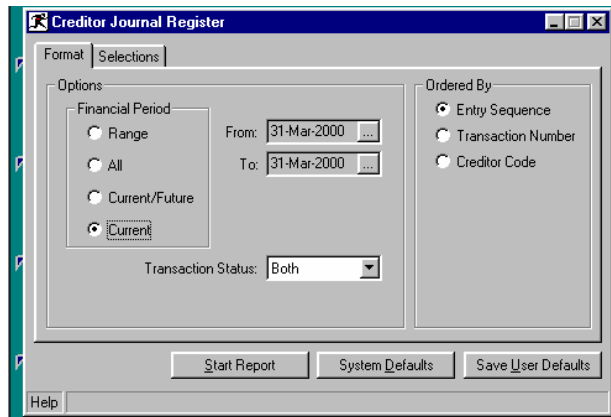 Creditor Journal Register
Format Selections
Options
Financial Period
Range
All
Current/Future
Current
From: 31-Mar-2000 ...
To: 31-Mar-2000 ...
Transaction Status: Both
Ordered By
Entry Sequence
Transaction Number
Creditor Code
Start Report System Defaults Save User Defaults
Help